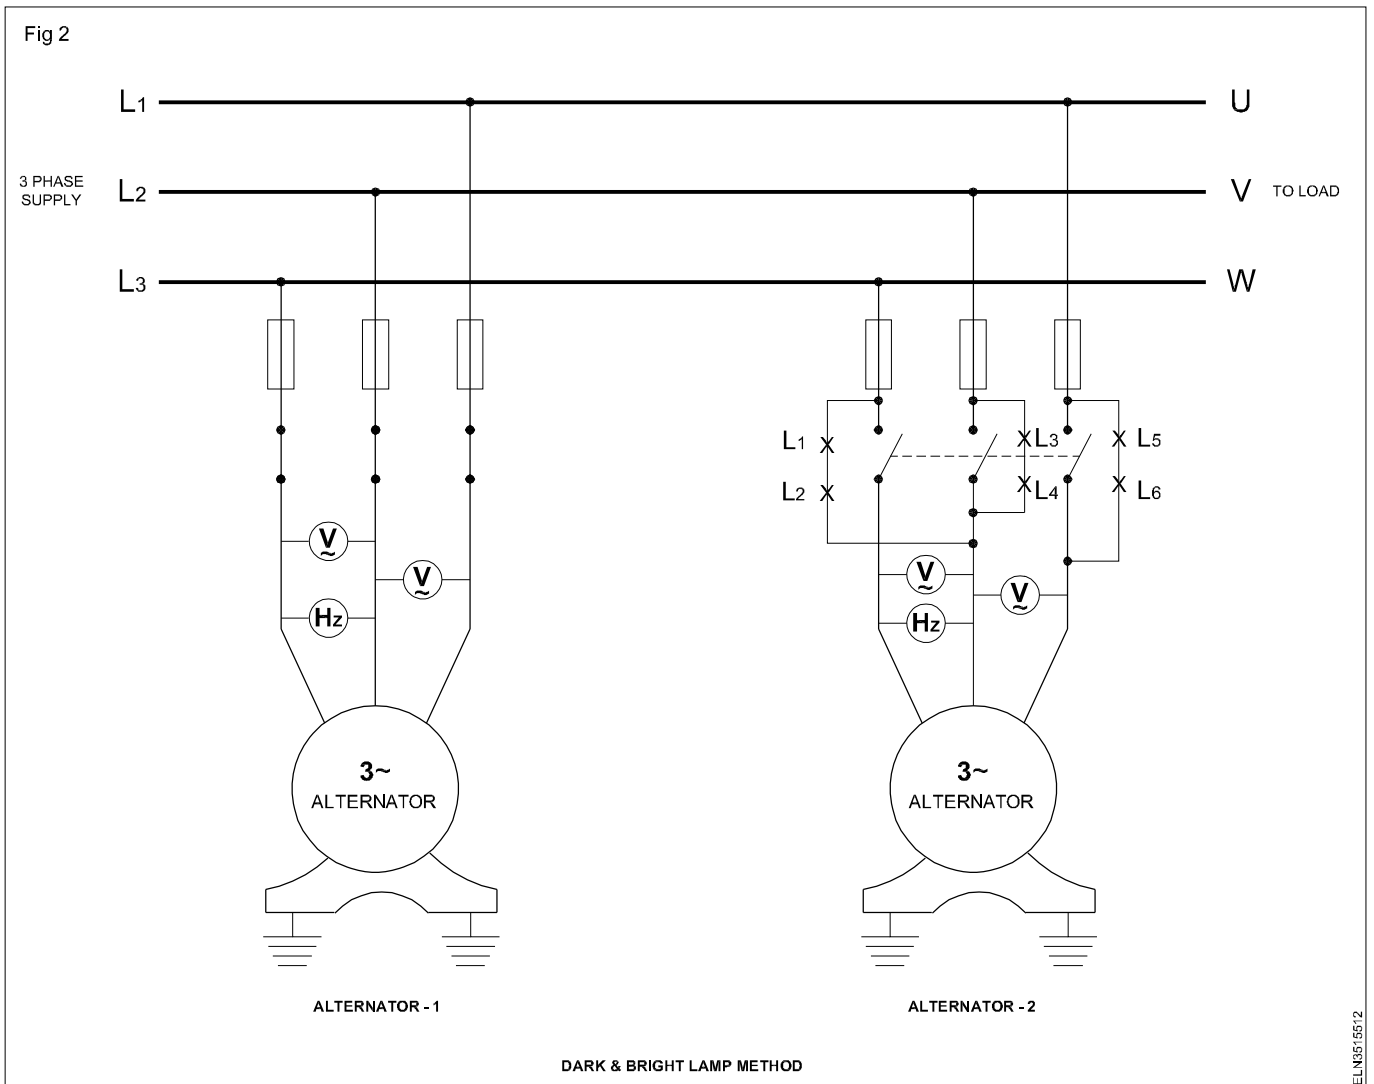 Fig 2
L1
U
3 PHASE
SUPPLY
L2
V
TO LOAD
L3
W
L1
L2
L3
L4
L5
L6
V
~
V
~
Hz
V
~
V
~
Hz
3~
ALTERNATOR
3~
ALTERNATOR
ALTERNATOR - 1
ALTERNATOR - 2
DARK & BRIGHT LAMP METHOD
ELN3515512